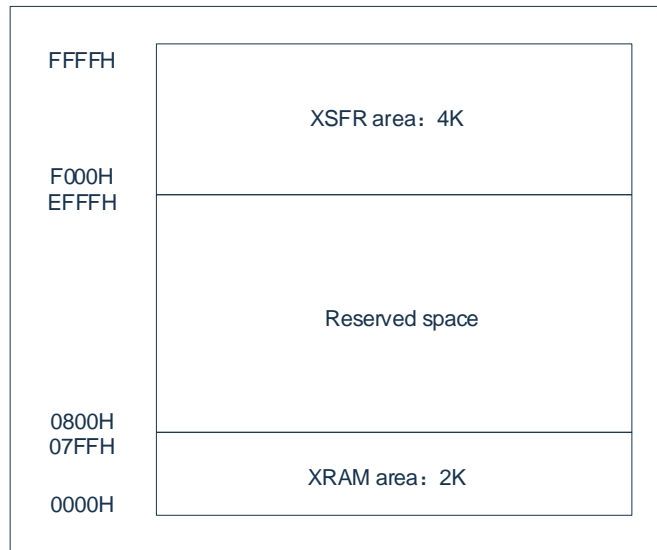 FFFFH
XSFR area：4K
F000H
EFFFH
Reserved space
0800H
07FFH
XRAM area：2K
0000H